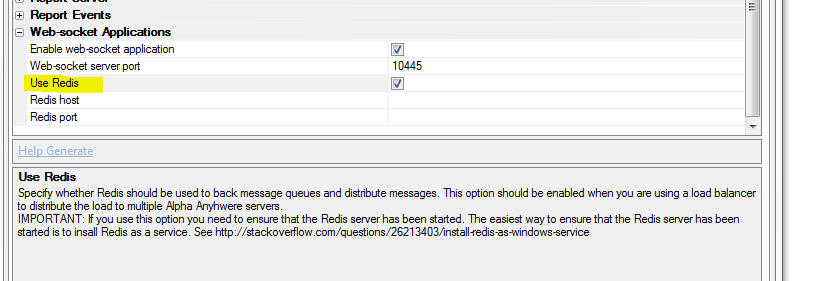 Report Server
Report Events
Web-socket Applications
Enable web-socket application
Web-socket server port 10445
Use Redis
Redis host
Redis port
Help Generate
Use Redis
Specify whether Redis should be used to back message queues and distribute messages. This option should be enabled when you are using a load balancer
to distribute the load to multiple Alpha Anyhwere servers.
IMPORTANT: If you use this option you need to ensure that the Redis server has been started. The easiest way to ensure that the Redis server has been
started is to insall Redis as a service. See http://stackoverflow.com/questions/26213403/install-redis-as-windows-service